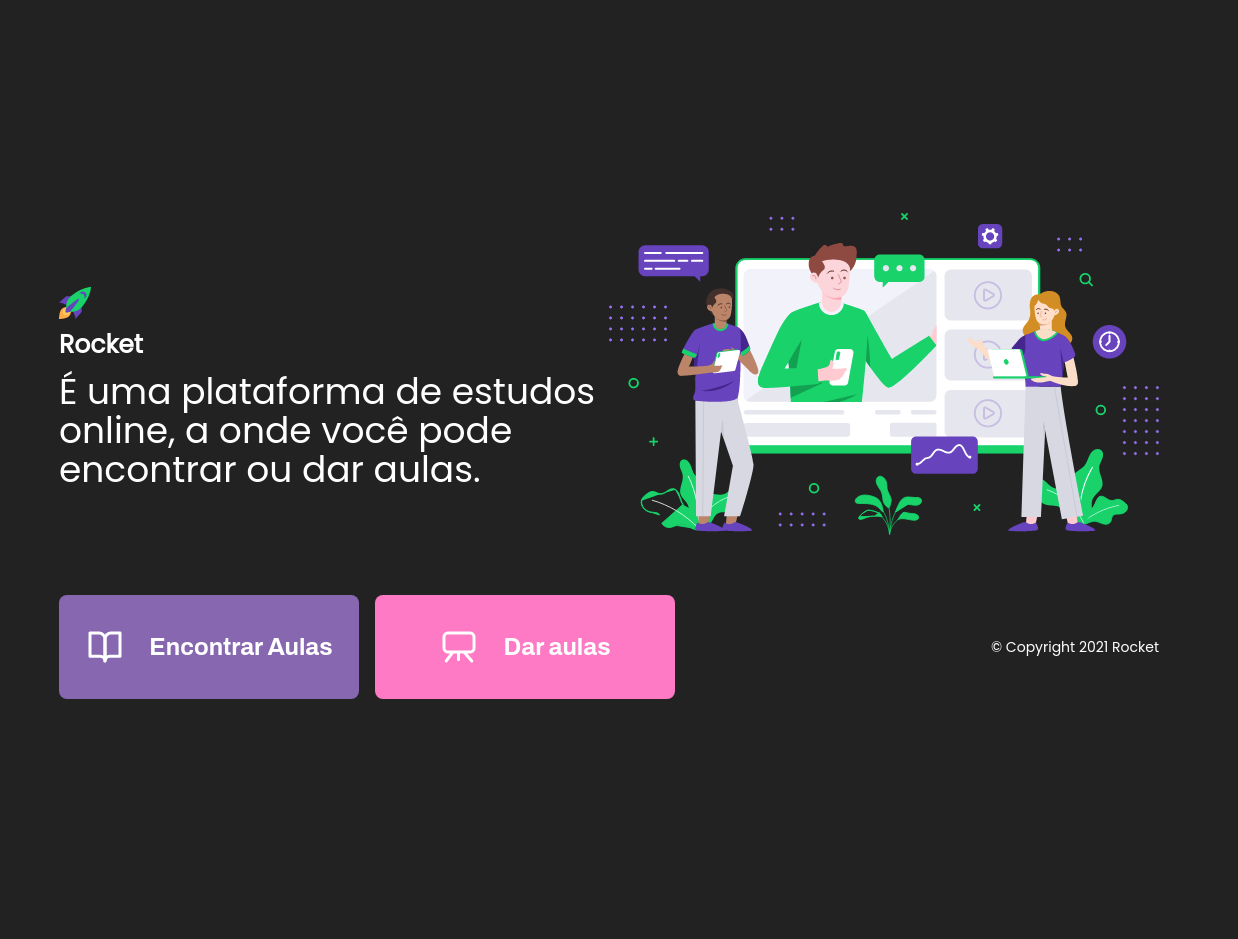 Rocket
É uma plataforma de estudos
online, a onde você pode
encontrar ou dar aulas.
Encontrar Aulas
Dar aulas
© Copyright 2021 Rocket